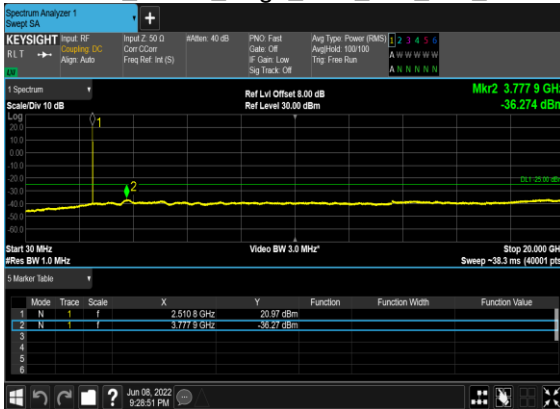 Spectrum Analyzer 1
Swept SA
KEYSIGHT Input: RF Input Z: 50 Ω #Atten: 40 dB PNO: Fast Avg Type: Power (RMS) 1 2 3 4 5 6
RLT Coupling: DC Corr CCorr Gate: Off Avg|Hold: 100/100 A W W W W W
Align: Auto Freq Ref: Int (S) IF Gain: Low Trig: Free Run
LW Sig Track: Off A N N N N N
1 Spectrum Ref Lvl Offset 8.00 dB Mkr2 3.777 9 GHz
Scale/Div 10 dB Ref Level 30.00 dBm -36.274 dBm
Log
20.0 1
10.0
0.00
-10.0
-20.0 DL1 -25.00 dBm
-30.0 2
-40.0
-50.0
-60.0
Start 30 MHz Video BW 3.0 MHz* Stop 20.000 GH
#Res BW 1.0 MHz Sweep ~38.3 ms (40001 pts
5 Marker Table
Mode Trace Scale X Y Function Function Width Function Value
1 N 1 f 2.510 8 GHz 20.97 dBm
2 N 1 f 3.777 9 GHz -36.27 dBm
3
4
5
6
? Jun 08, 2022
9:28:51 PM